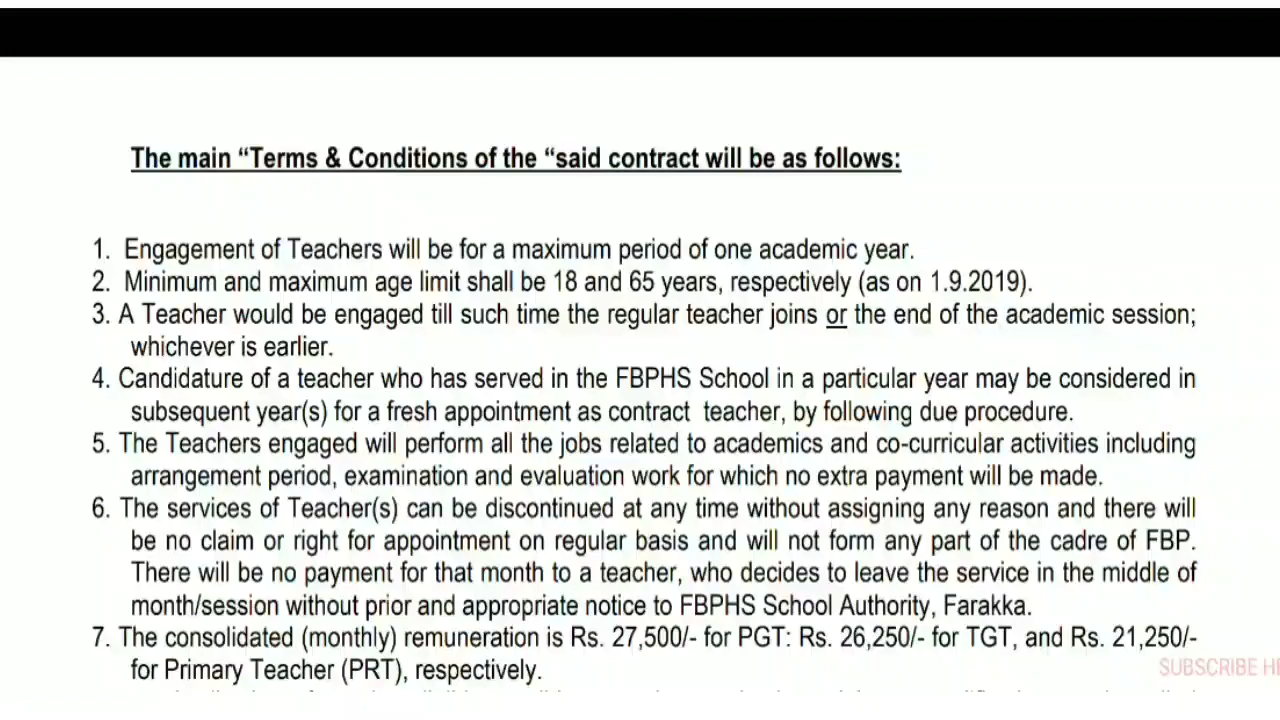 The main “Terms & Conditions of the “said contract will be as follows:
1. Engagement of Teachers will be for a maximum period of one academic year.
2. Minimum and maximum age limit shall be 18 and 65 years, respectively (as on 1.9.2019).
3. A Teacher would be engaged till such time the regular teacher joins or the end of the academic session;
whichever is earlier.
4. Candidature of a teacher who has served in the FBPHS School in a particular year may be considered in
subsequent year(s) for a fresh appointment as contract teacher, by following due procedure.
5. The Teachers engaged will perform all the jobs related to academics and co-curricular activities including
arrangement period, examination and evaluation work for which no extra payment will be made.
6. The services of Teacher(s) can be discontinued at any time without assigning any reason and there will
be no claim or right for appointment on regular basis and will not form any part of the cadre of FBP.
There will be no payment for that month to a teacher, who decides to leave the service in the middle of
month/session without prior and appropriate notice to FBPHS School Authority, Farakka.
7. The consolidated (monthly) remuneration is Rs. 27,500/- for PGT: Rs. 26,250/- for TGT, and Rs. 21,250/-
for Primary Teacher (PRT), respectively.
SUBSCRIBE